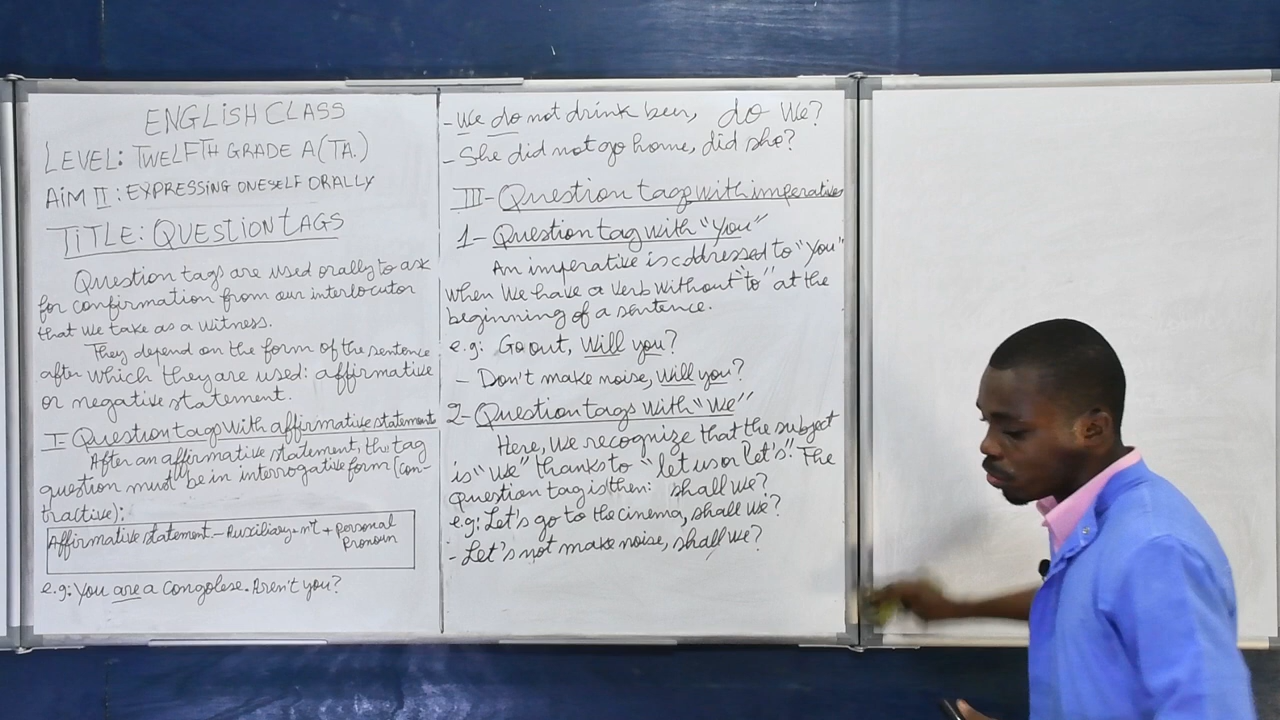 ENGLISH CLASS
LEVEL: TWELFTH GRADE A (TA.)
AIM II: EXPRESSING ONESELF ORALLY
TITLE: QUESTION TAGS
Question tags are used orally to ask
for confirmation from our interlocutor
that we take as a witness.
They depend on the form of the sentence
after which they are used: affirmative
or negative statement.
I- Question tags with affirmative statement
After an affirmative statement, the tag
question must be in interrogative form (con-
tractive):
Affirmative statement - Auxiliary + n't + personal
pronoun
e.g: You are a Congolese. Aren't you?
- We do not drink beer, do we?
- She did not go home, did she?
III- Question tags with imperatives
1- Question tag with "You"
An imperative is addressed to "you"
when we have a verb without "to" at the
beginning of a sentence.
e.g: Go out, Will you?
- Don't make noise, Will you?
2- Question tags with "We"
Here, we recognize that the subject
is "we" thanks to "let us or let's". The
question tag is then: shall we?
e.g: Let's go to the cinema, shall we?
- Let's not make noise, shall we?